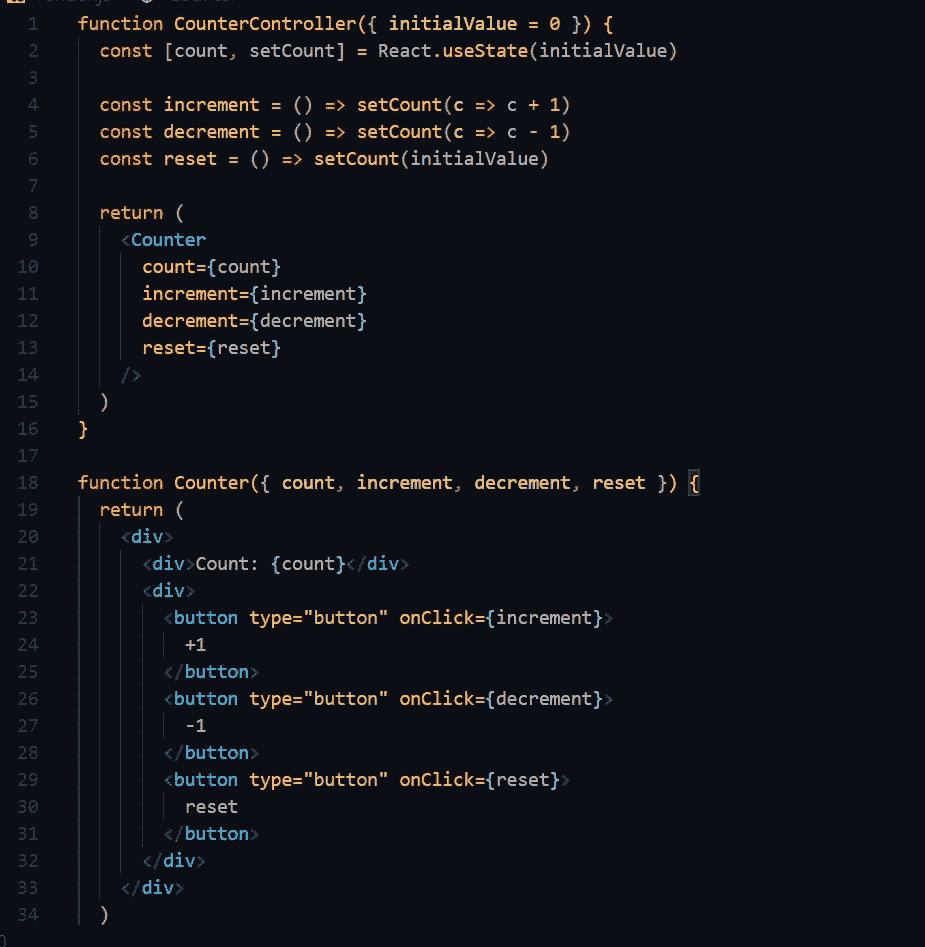 1 function CounterController({ initialValue = 0 }) {
2   const [count, setCount] = React.useState(initialValue)
3
4   const increment = () => setCount(c => c + 1)
5   const decrement = () => setCount(c => c - 1)
6   const reset = () => setCount(initialValue)
7
8   return (
9     <Counter
10       count={count}
11       increment={increment}
12       decrement={decrement}
13       reset={reset}
14     />
15   )
16 }
17
18 function Counter({ count, increment, decrement, reset }) {
19   return (
20     <div>
21       <div>Count: {count}</div>
22       <div>
23         <button type="button" onClick={increment}>
24           +1
25         </button>
26         <button type="button" onClick={decrement}>
27           -1
28         </button>
29         <button type="button" onClick={reset}>
30           reset
31         </button>
32       </div>
33     </div>
34   )